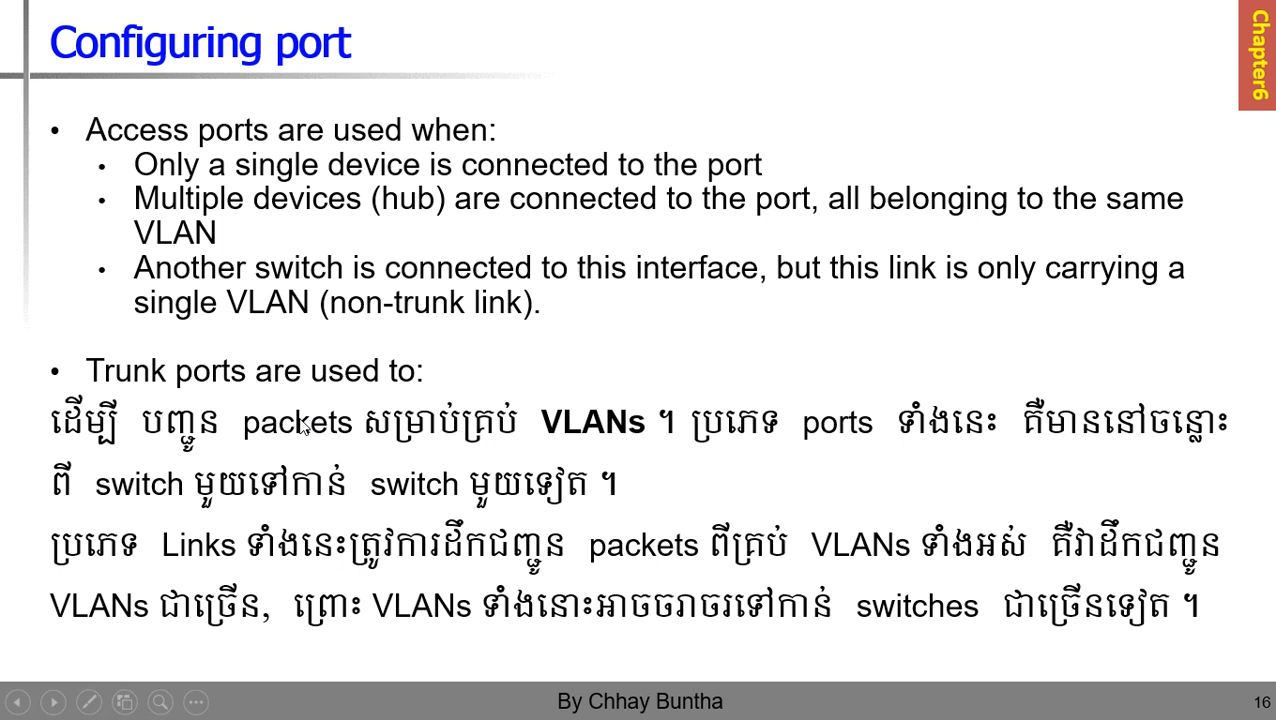 Configuring port
Chapter6
• Access ports are used when:
• Only a single device is connected to the port
• Multiple devices (hub) are connected to the port, all belonging to the same
VLAN
• Another switch is connected to this interface, but this link is only carrying a
single VLAN (non-trunk link).
• Trunk ports are used to:
ដើម្បី បញ្ជូន packets សម្រាប់គ្រប់ VLANs ។ ប្រភេទ ports ទាំងនេះ គឺមាននៅចន្លោះ
ពី switch មួយទៅកាន់ switch មួយទៀត ។
ប្រភេទ Links ទាំងនេះត្រូវការដឹកជញ្ជូន packets ពីគ្រប់ VLANs ទាំងអស់ គឺវាដឹកជញ្ជូន
VLANs ជាច្រើន, ព្រោះ VLANs ទាំងនោះអាចចរាចរទៅកាន់ switches ជាច្រើនទៀត ។
By Chhay Buntha
16